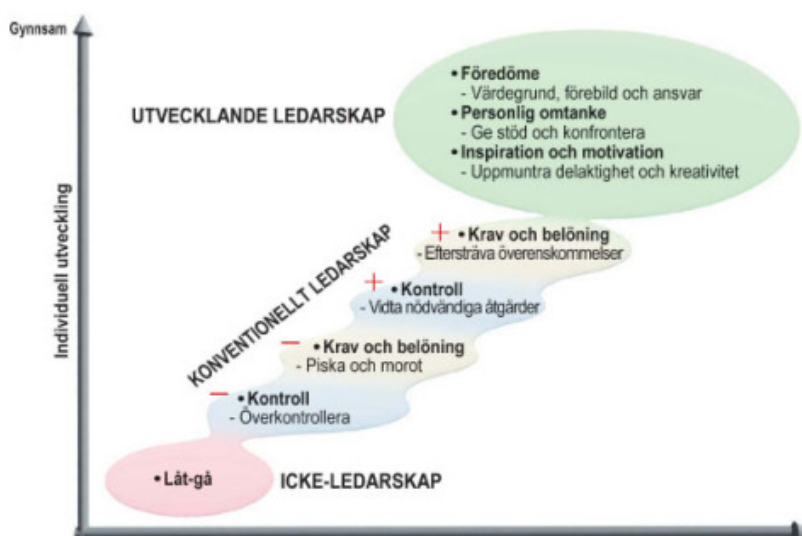 Gynnsam
• Föredöme
- Värdegrund, förebild och ansvar
UTVECKLANDE LEDARSKAP
• Personlig omtanke
- Ge stöd och konfrontera
• Inspiration och motivation
- Uppmuntra delaktighet och kreativitet
Individuell utveckling
KONVENTIONELLT LEDARSKAP
+ • Krav och belöning
- Eftersträva överenskommelser
+ • Kontroll
- Vidta nödvändiga åtgärder
– • Krav och belöning
- Piska och morot
– • Kontroll
- Överkontrollera
• Låt-gå
ICKE-LEDARSKAP